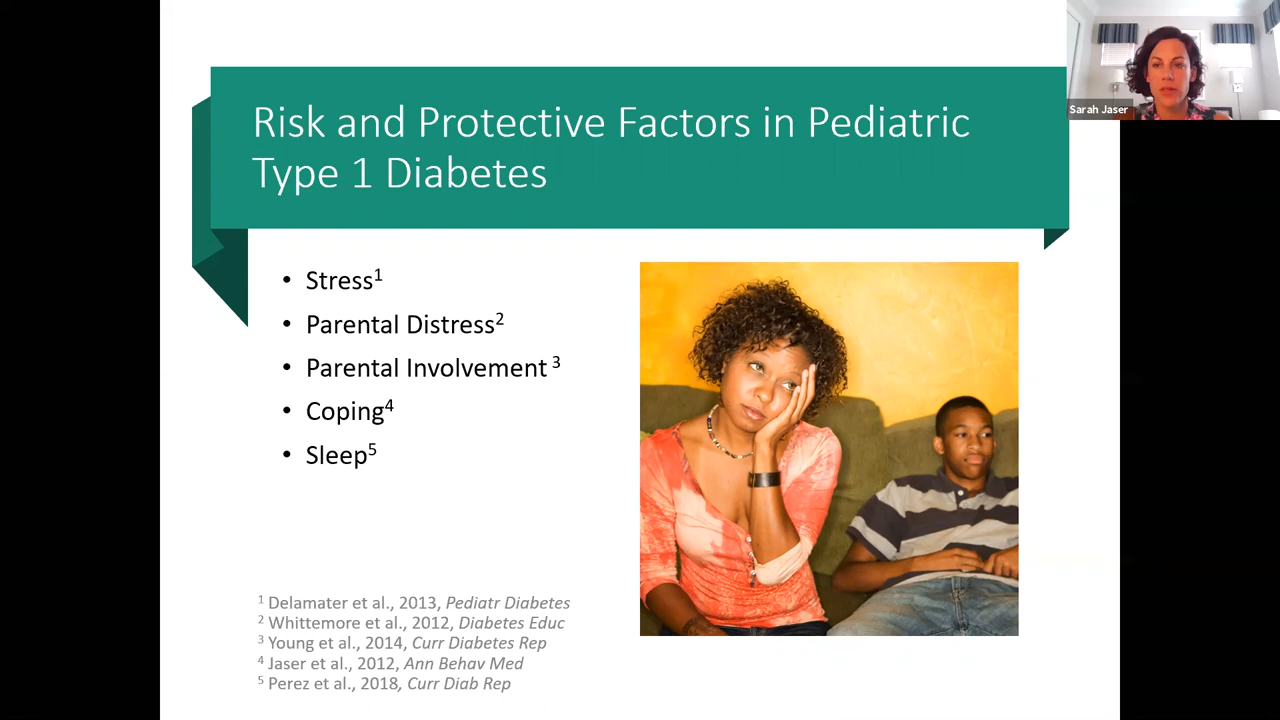 Risk and Protective Factors in Pediatric
Type 1 Diabetes
• Stress¹
• Parental Distress²
• Parental Involvement ³
• Coping⁴
• Sleep⁵
¹ Delamater et al., 2013, Pediatr Diabetes
² Whittemore et al., 2012, Diabetes Educ
³ Young et al., 2014, Curr Diabetes Rep
⁴ Jaser et al., 2012, Ann Behav Med
⁵ Perez et al., 2018, Curr Diab Rep
Sarah Jaser